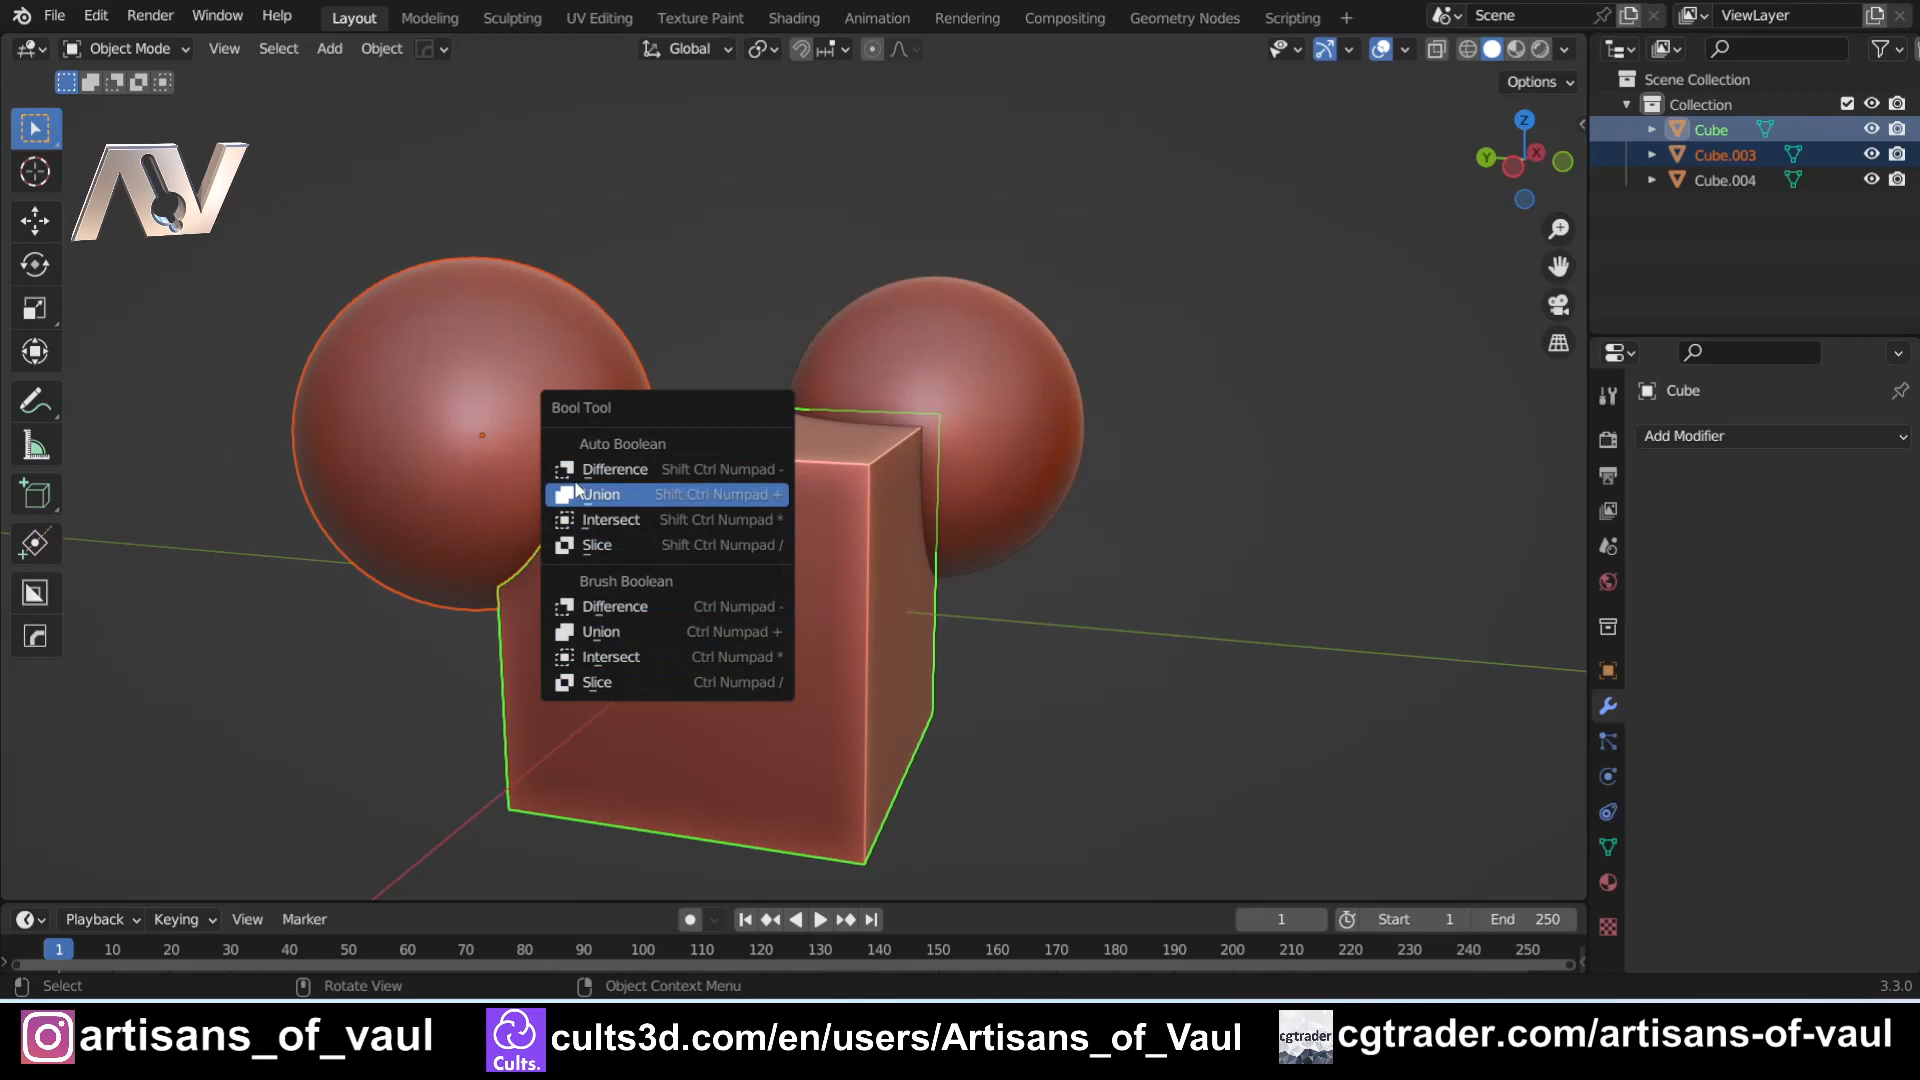 File Edit Render Window Help Layout Modeling Sculpting UV Editing Texture Paint Shading Animation Rendering Compositing Geometry Nodes Scripting + Scene ViewLayer
Object Mode View Select Add Object Global
Options
Scene Collection
Collection
Cube
Cube.003
Cube.004
Z
Y
X
AV
Bool Tool
Auto Boolean
Difference Shift Ctrl Numpad -
Union Shift Ctrl Numpad +
Intersect Shift Ctrl Numpad *
Slice Shift Ctrl Numpad /
Brush Boolean
Difference Ctrl Numpad -
Union Ctrl Numpad +
Intersect Ctrl Numpad *
Slice Ctrl Numpad /
Cube
Add Modifier
Playback Keying View Marker 1 Start 1 End 250
1 10 20 30 40 50 60 70 80 90 100 110 120 130 140 150 160 170 180 190 200 210 220 230 240 250
Select Rotate View Object Context Menu 3.3.0
artisans_of_vaul Cults. cults3d.com/en/users/Artisans_of_Vaul cgtrader cgtrader.com/artisans-of-vaul